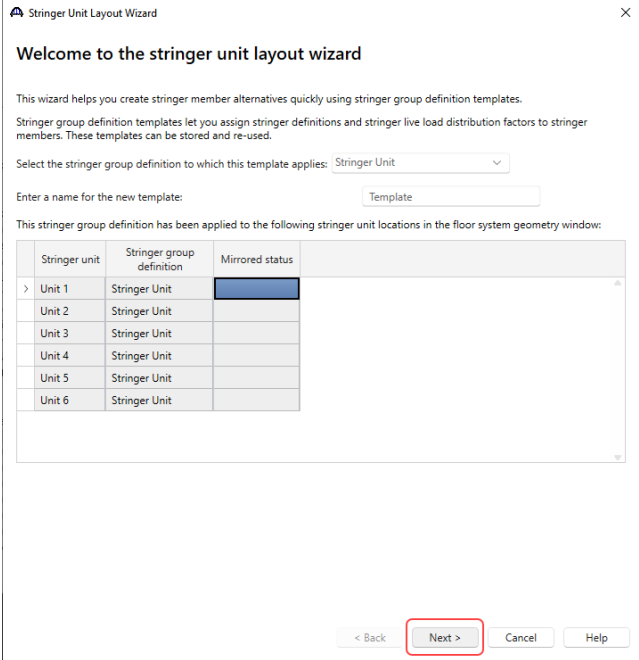 Stringer Unit Layout Wizard
Welcome to the stringer unit layout wizard
This wizard helps you create stringer member alternatives quickly using stringer group definition templates.
Stringer group definition templates let you assign stringer definitions and stringer live load distribution factors to stringer
members. These templates can be stored and re-used.
Select the stringer group definition to which this template applies: Stringer Unit
Enter a name for the new template: Template
This stringer group definition has been applied to the following stringer unit locations in the floor system geometry window:
Stringer unit Stringer group definition Mirrored status
Unit 1 Stringer Unit
Unit 2 Stringer Unit
Unit 3 Stringer Unit
Unit 4 Stringer Unit
Unit 5 Stringer Unit
Unit 6 Stringer Unit
< Back Next > Cancel Help